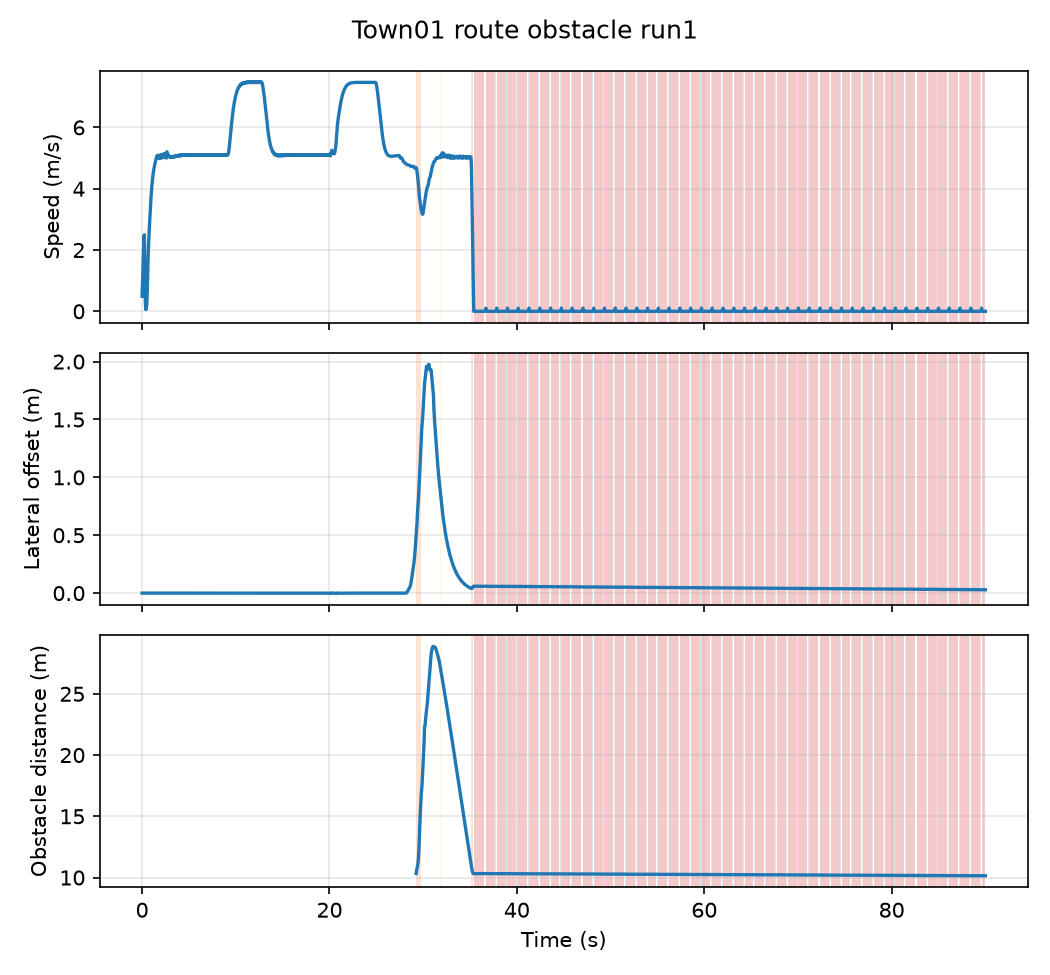 Town01 route obstacle run1
Speed (m/s)
6
4
2
0
Lateral offset (m)
2.0
1.5
1.0
0.5
0.0
Obstacle distance (m)
25
20
15
10
0 20 40 60 80
Time (s)